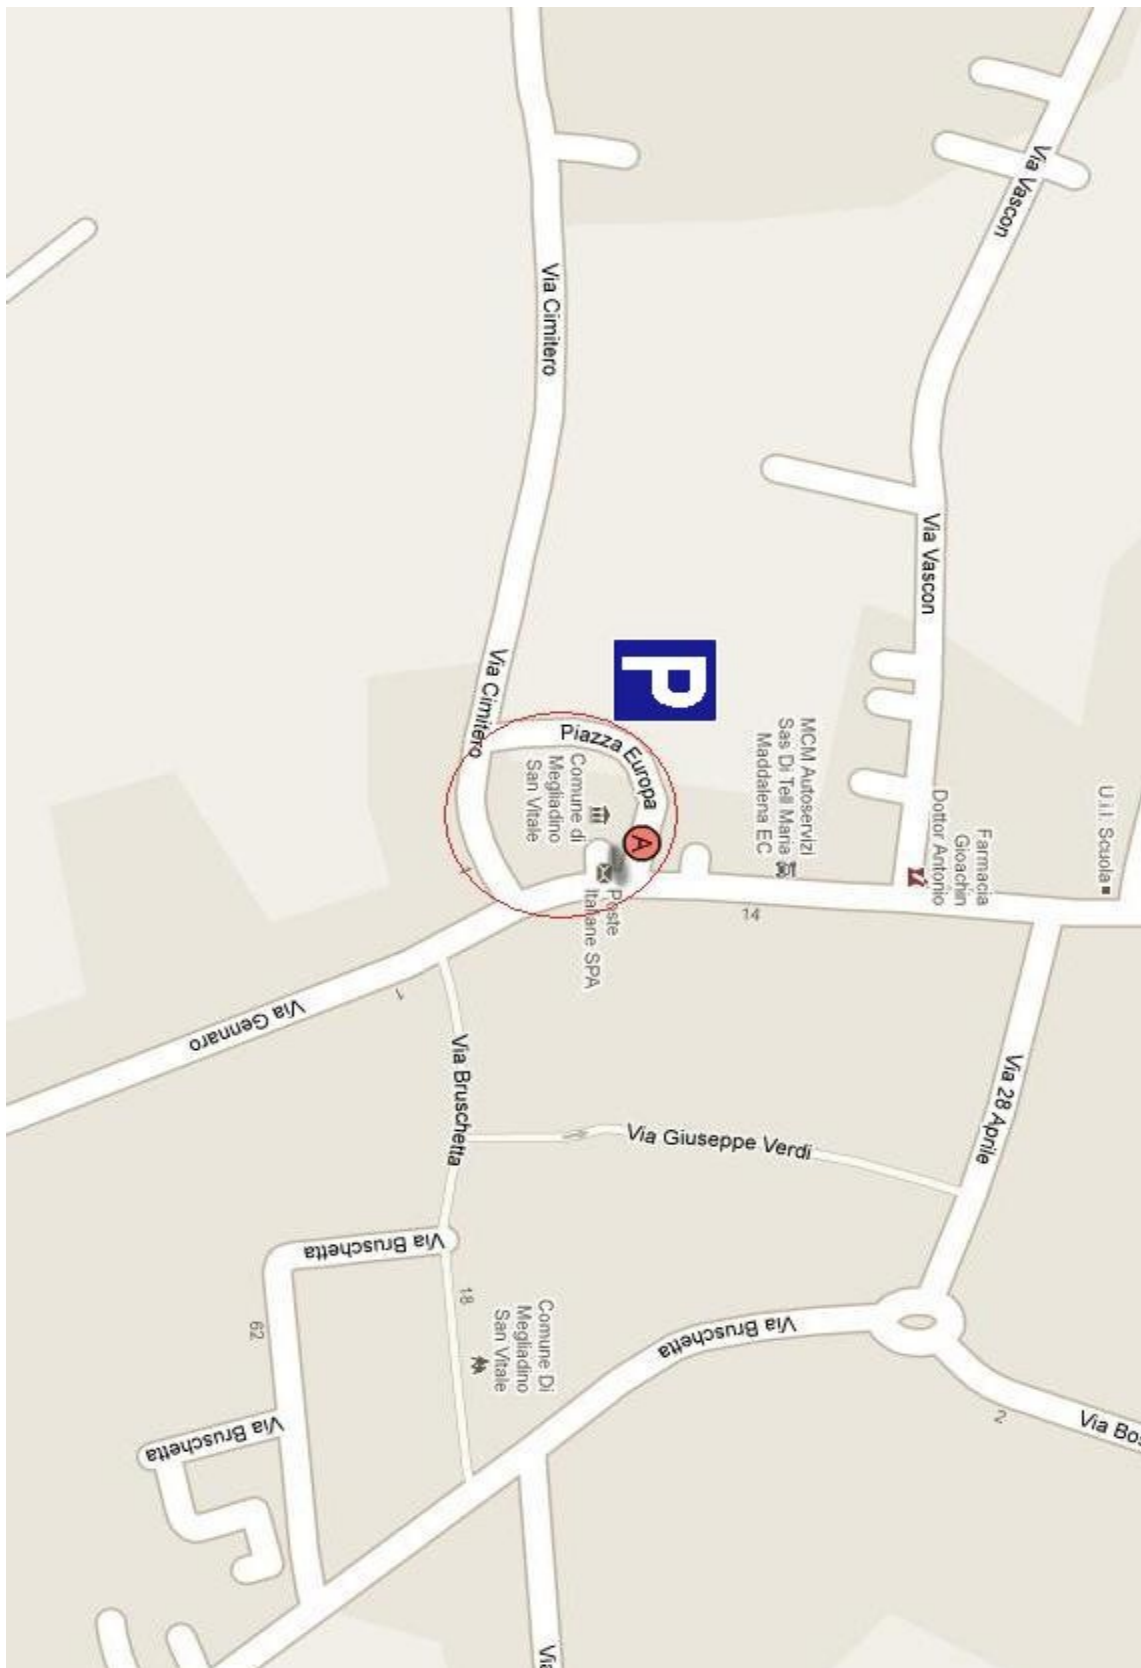 Via Vascon
Via Cimitero
Via Vascon
P
Via Cimitero
Piazza Europa
MCM Autoservizi
Sas Di Tell Maria
Maddalena EC
Comune di
Megliadino
San Vitale
A
U.i.l. Scuola
Farmacia
Gioachin
Dottor Antonio
1
14
Poste
Italiane SPA
1
Via Gennaro
Via Bruschetta
Via 28 Aprile
Via Giuseppe Verdi
Via Bruschetta
18
62
Comune Di
Megliadino
San Vitale
Via Bruschetta
2
Via Bos
Via Bruschetta
Via